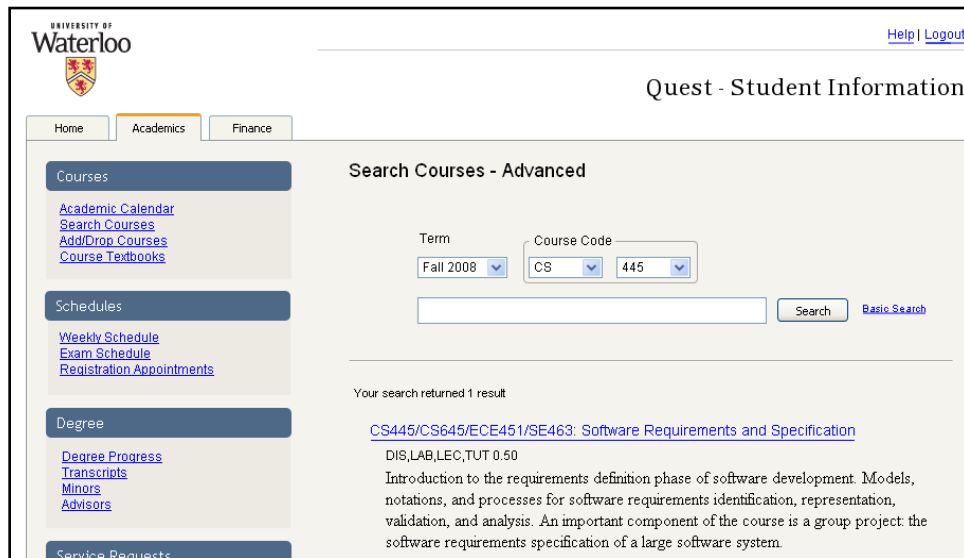 UNIVERSITY OF
Waterloo
Help | Logout
Quest - Student Information
Home Academics Finance
Courses
Academic Calendar
Search Courses
Add/Drop Courses
Course Textbooks
Schedules
Weekly Schedule
Exam Schedule
Registration Appointments
Degree
Degree Progress
Transcripts
Minors
Advisors
Service Requests
Search Courses - Advanced
Term Course Code
Fall 2008 CS 445
Search Basic Search
Your search returned 1 result
CS445/CS645/ECE451/SE463: Software Requirements and Specification
DIS,LAB,LEC,TUT 0.50
Introduction to the requirements definition phase of software development. Models,
notations, and processes for software requirements identification, representation,
validation, and analysis. An important component of the course is a group project: the
software requirements specification of a large software system.